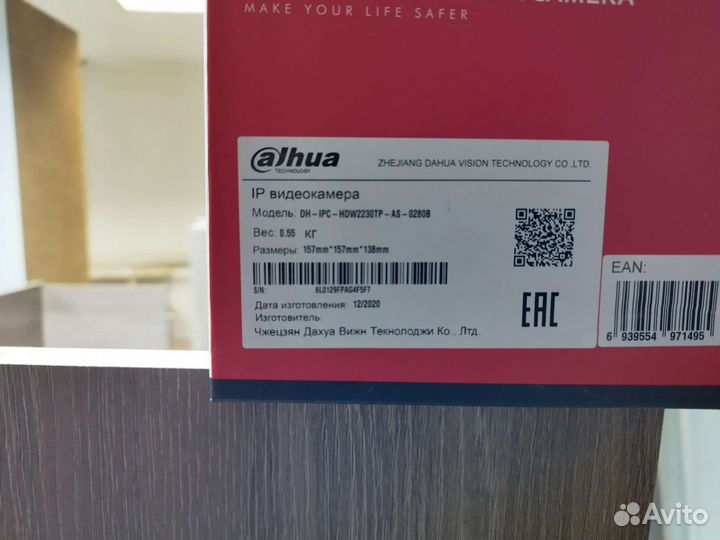 CAMERA
MAKE YOUR LIFE SAFER
alhua
TECHNOLOGY
ZHEJIANG DAHUA VISION TECHNOLOGY CO.,LTD.
IP видеокамера
Модель: DH-IPC-HDW2230TP-AS-0280B
Вес: 0.55 КГ
Размеры: 157mm*157mm*138mm
S/N: 6L0129FPAG4F5F7
Дата изготовления: 12/2020
Изготовитель:
Чжецзян Дахуа Вижн Текнолоджи Ко., Лтд.
EAC
EAN:
6 939554 971495
Avito